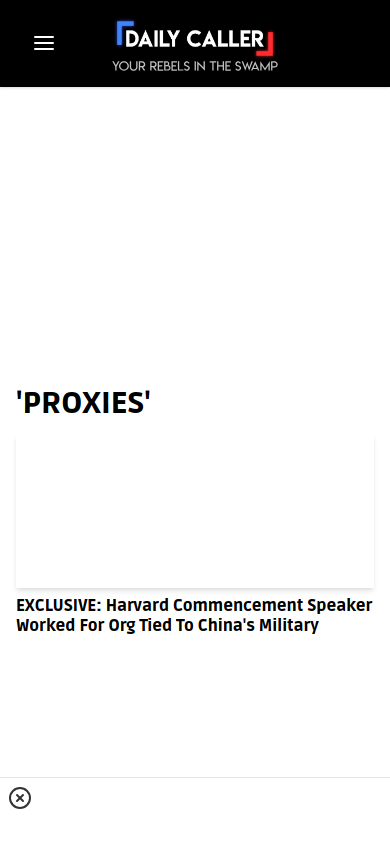 DAILY CALLER
YOUR REBELS IN THE SWAMP
'PROXIES'
EXCLUSIVE: Harvard Commencement Speaker
Worked For Org Tied To China's Military